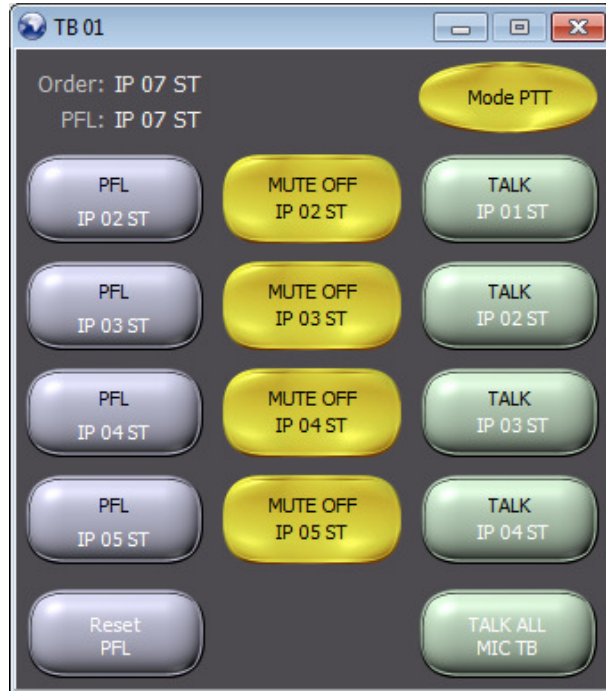 TB 01
Order: IP 07 ST
PFL: IP 07 ST
Mode PTT
PFL
IP 02 ST
MUTE OFF
IP 02 ST
TALK
IP 01 ST
PFL
IP 03 ST
MUTE OFF
IP 03 ST
TALK
IP 02 ST
PFL
IP 04 ST
MUTE OFF
IP 04 ST
TALK
IP 03 ST
PFL
IP 05 ST
MUTE OFF
IP 05 ST
TALK
IP 04 ST
Reset
PFL
TALK ALL
MIC TB